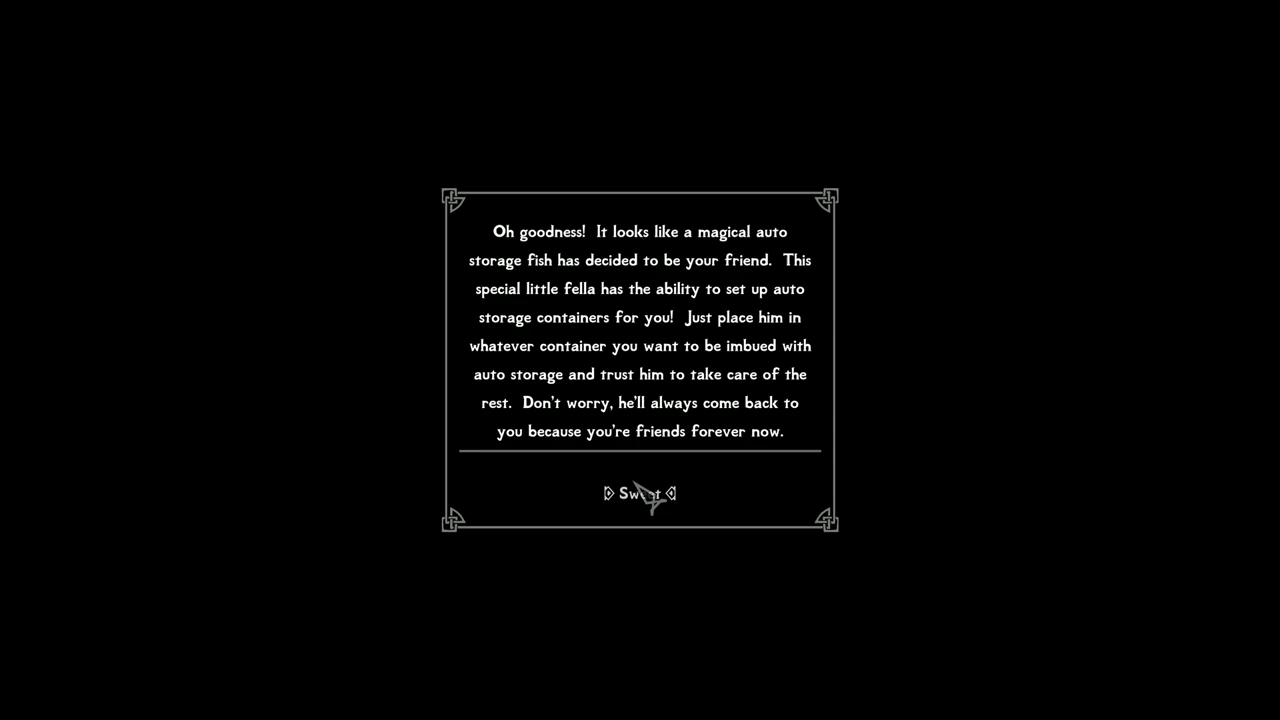 Oh goodness!  It looks like a magical auto
storage fish has decided to be your friend.  This
special little fella has the ability to set up auto
storage containers for you!  Just place him in
whatever container you want to be imbued with
auto storage and trust him to take care of the
rest.  Don't worry, he'll always come back to
you because you're friends forever now.
Sweet